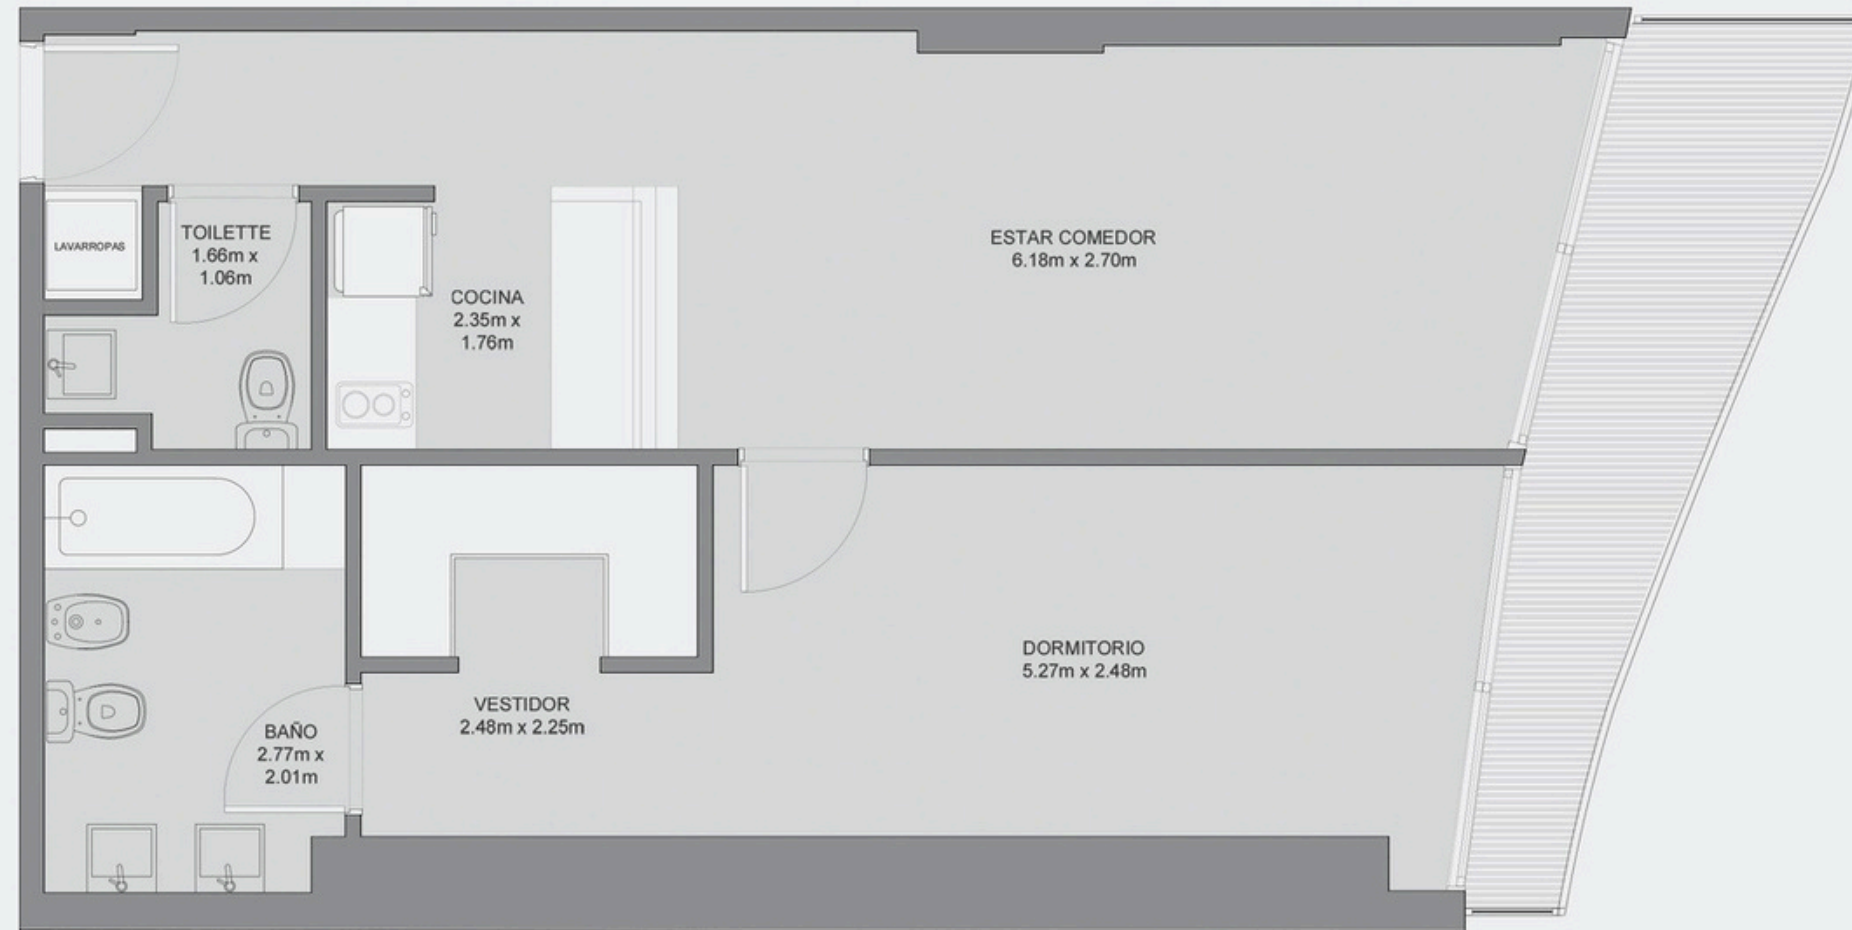 LAVARROPAS
TOILETTE
1.66m x
1.06m
COCINA
2.35m x
1.76m
ESTAR COMEDOR
6.18m x 2.70m
DORMITORIO
5.27m x 2.48m
VESTIDOR
2.48m x 2.25m
BAÑO
2.77m x
2.01m